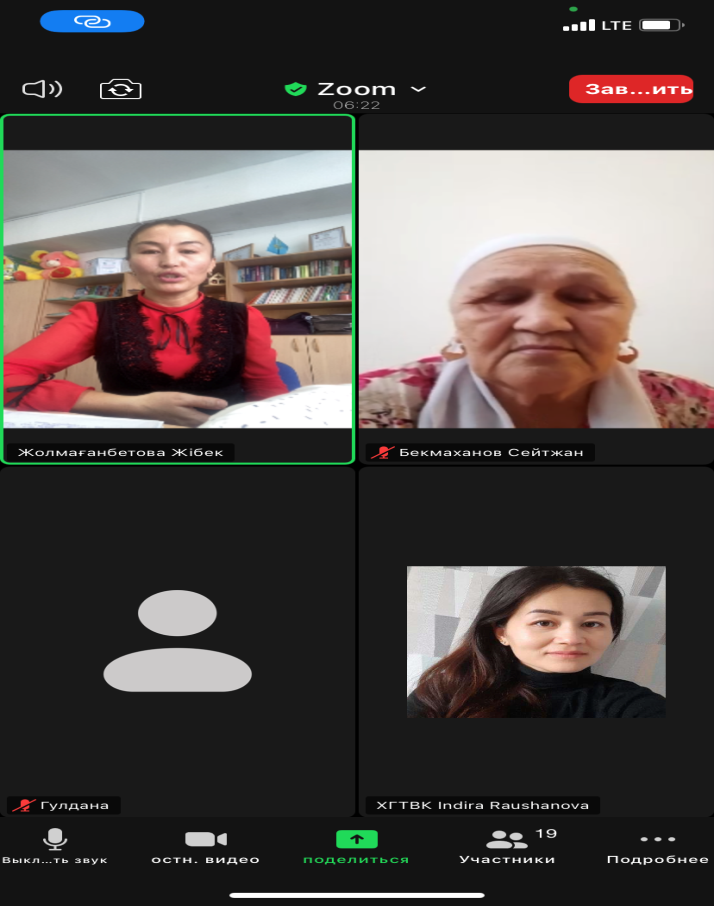 LTE
Zoom
06:22
Зав...ить
Жолмағанбетова Жібек
Бекмаханов Сейтжан
Гулдана
ХГТВК Indira Raushanova
19
Выкл...ть звук
остн. видео
поделиться
Участники
Подробнее